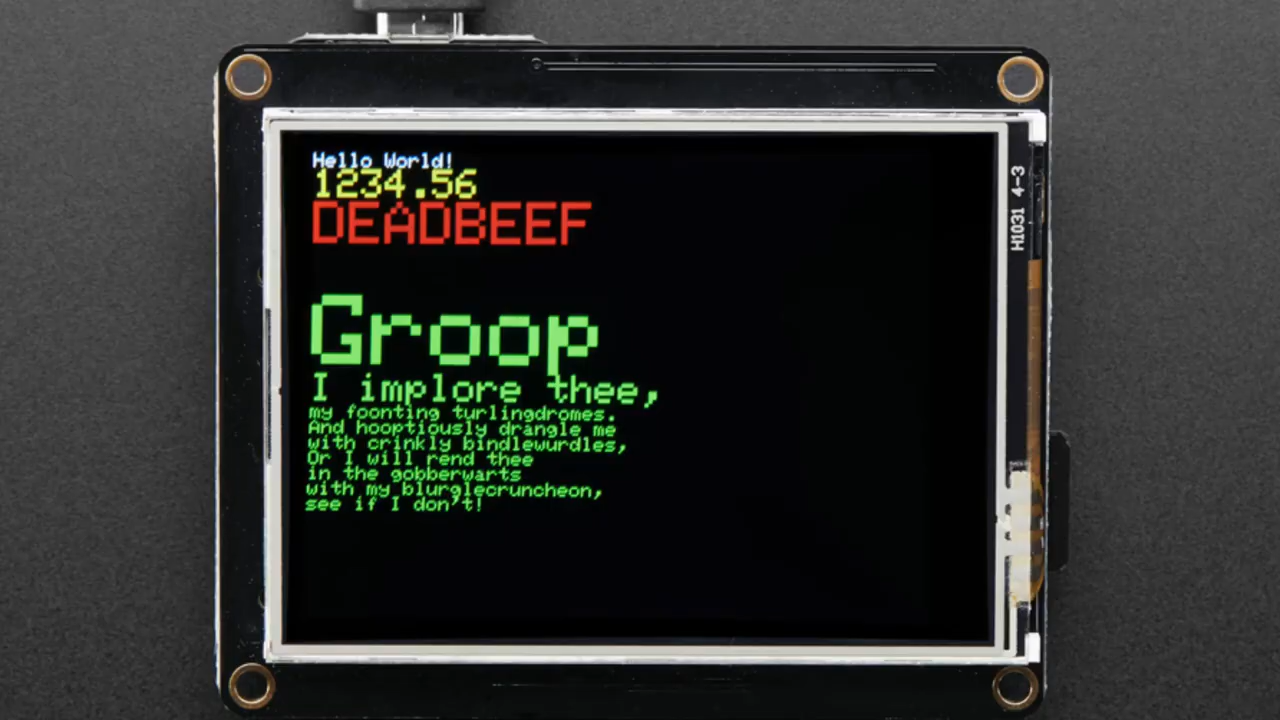 Hello World!
1234.56
DEADBEEF
Groop
I implore thee,
my foonting turlingdromes.
And hooptiously drangle me
with crinkly bindlewurdles,
Or I will rend thee
in the gobberwarts
with my blurglecruncheon,
see if I don't!
H1031 4-3